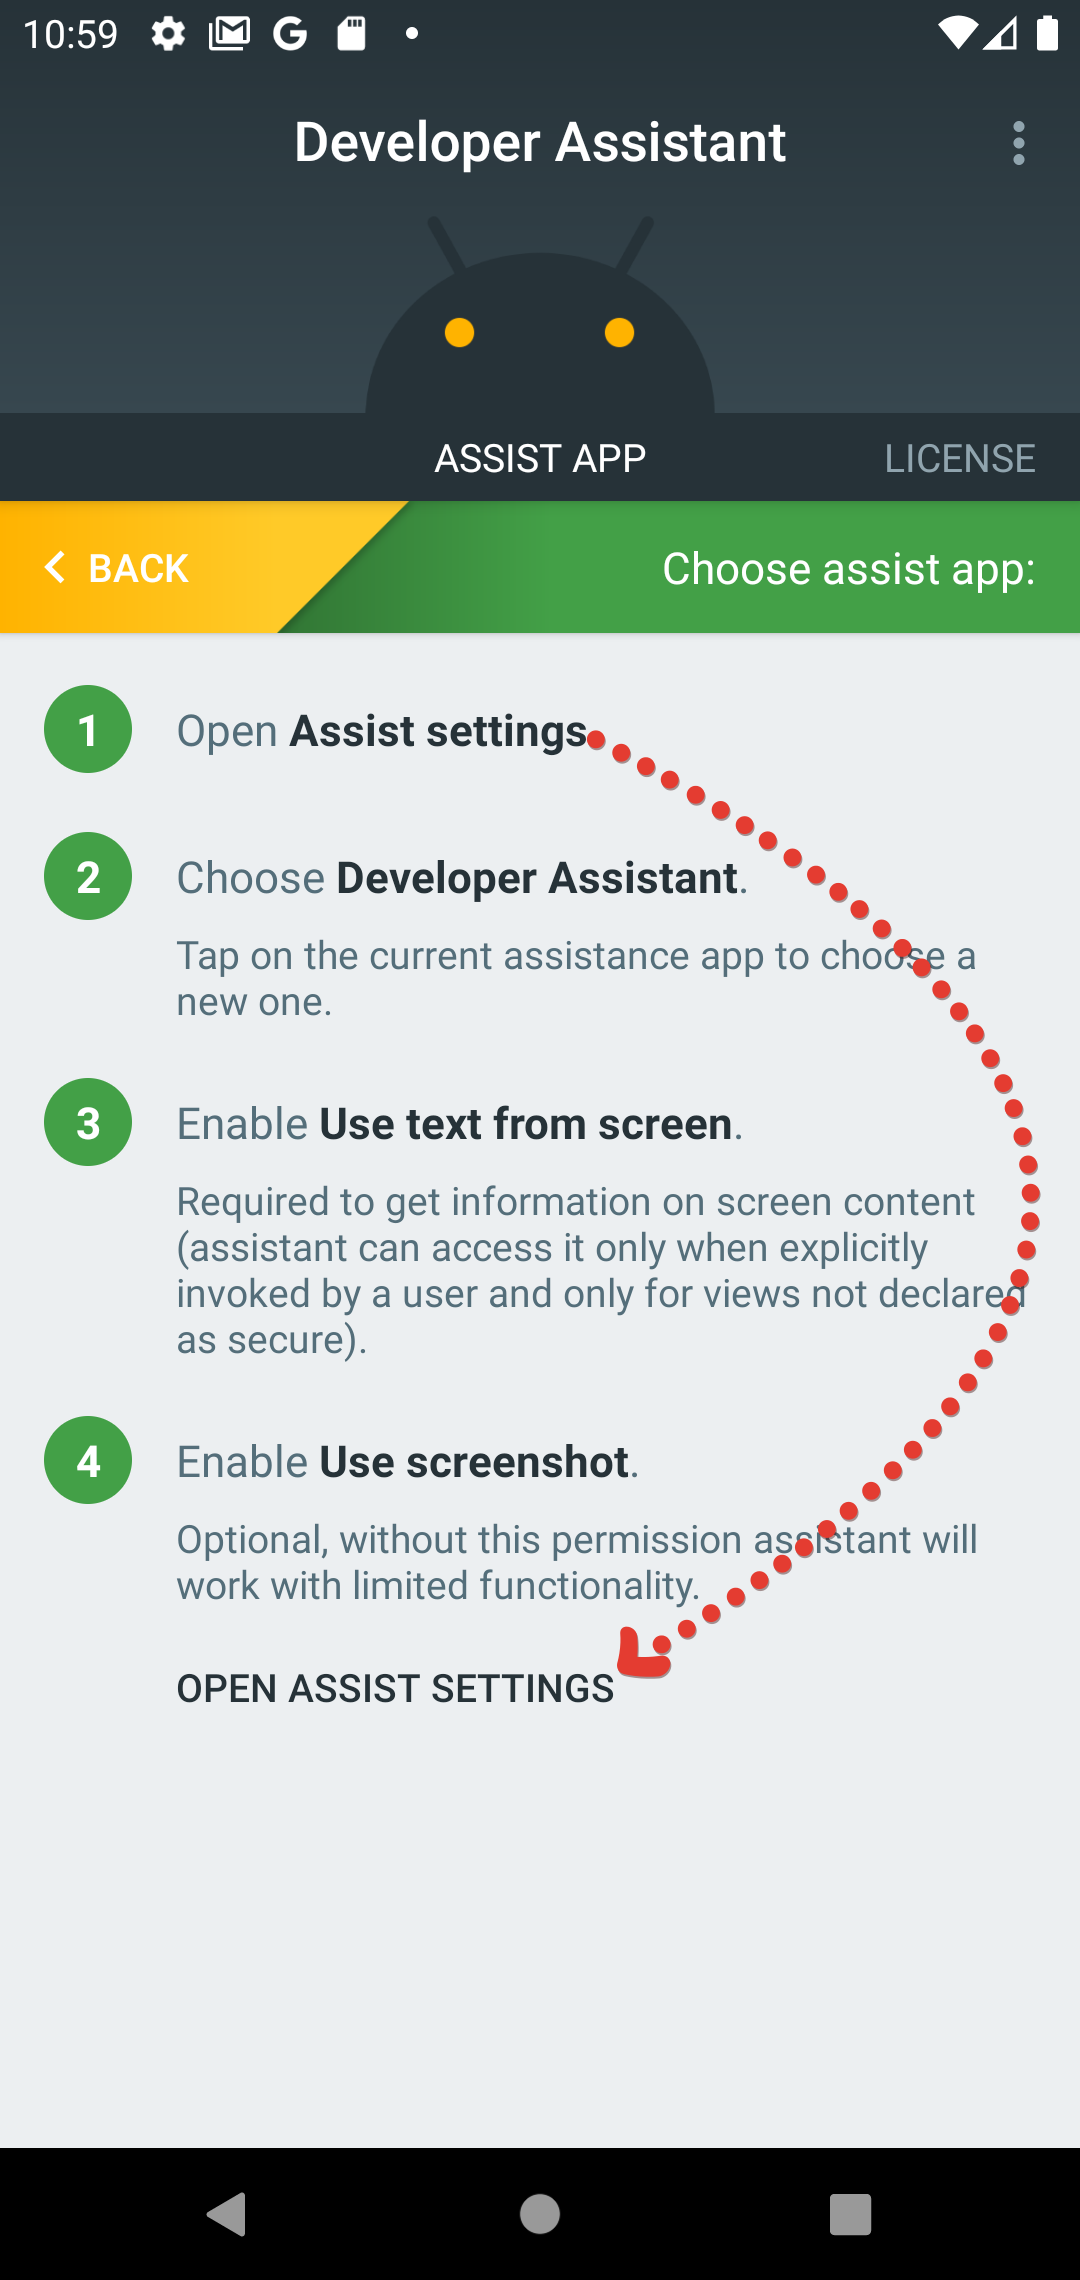 10:59
Developer Assistant
ASSIST APP
LICENSE
BACK
Choose assist app:
1
Open Assist settings
2
Choose Developer Assistant.
Tap on the current assistance app to choose a
new one.
3
Enable Use text from screen.
Required to get information on screen content
(assistant can access it only when explicitly
invoked by a user and only for views not declared
as secure).
4
Enable Use screenshot.
Optional, without this permission assistant will
work with limited functionality.
OPEN ASSIST SETTINGS